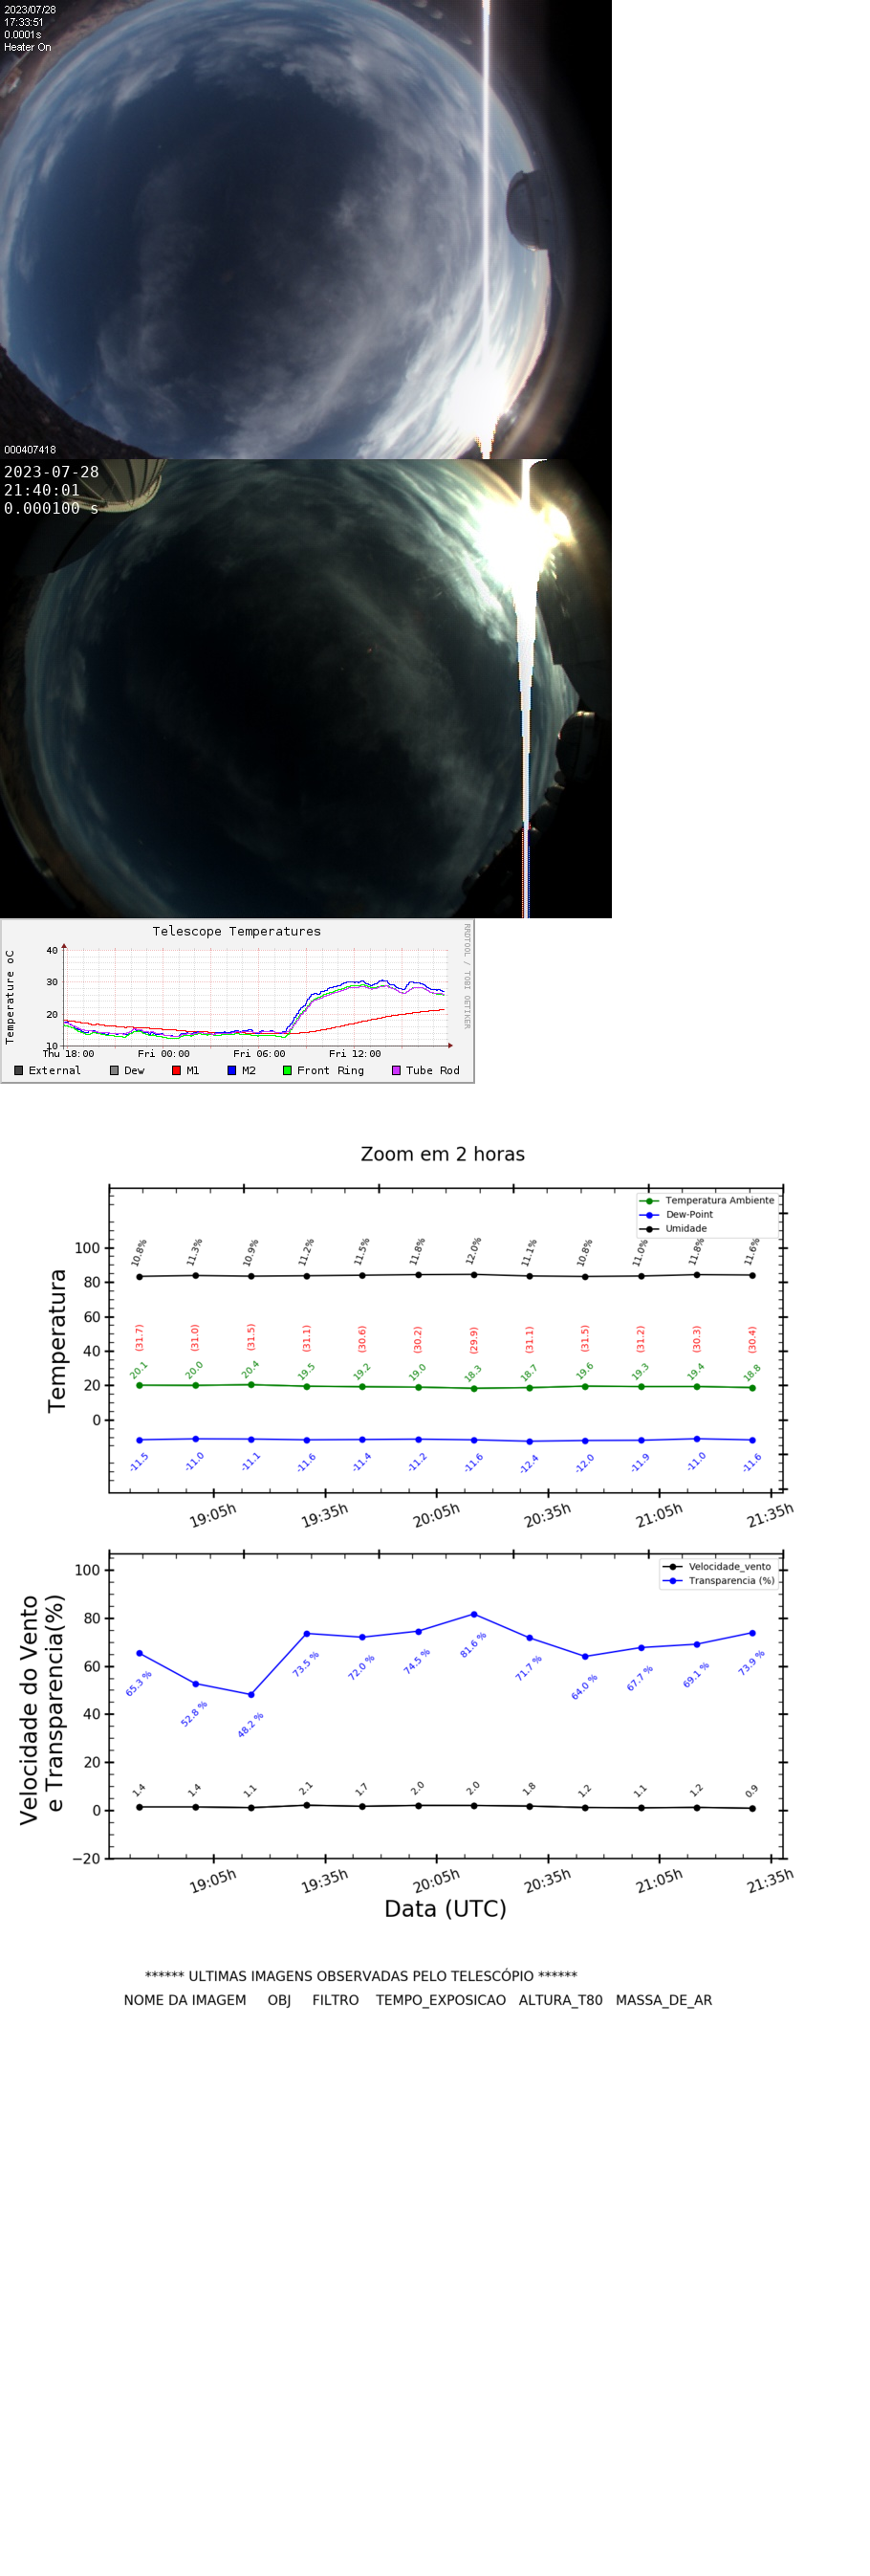 2023/07/28
17:33:51
0.0001s
Heater On
000407418
2023-07-28
21:40:01
0.000100 s
Telescope Temperatures
RRDTOOL / TOBI OETIKER
Temperature oC
40
30
20
10
Thu 18:00 Fri 00:00 Fri 06:00 Fri 12:00
External Dew M1 M2 Front Ring Tube Rod
Zoom em 2 horas
Temperatura Ambiente
Dew-Point
Umidade
Temperatura
100
80
60
40
20
0
10.8% 11.3% 10.9% 11.2% 11.5% 11.8% 12.0% 11.1% 10.8% 11.0% 11.8% 11.6%
(31.7) (31.0) (31.5) (31.1) (30.6) (30.2) (29.9) (31.1) (31.5) (31.2) (30.3) (30.4)
20.1 20.0 20.4 19.5 19.2 19.0 18.3 18.7 19.6 19.3 19.4 18.8
-11.5 -11.0 -11.1 -11.6 -11.4 -11.2 -11.6 -12.4 -12.0 -11.9 -11.0 -11.6
19:05h 19:35h 20:05h 20:35h 21:05h 21:35h
Velocidade_vento
Transparencia (%)
Velocidade do Vento
e Transparencia(%)
100
80
60
40
20
0
−20
65.3 % 52.8 % 48.2 % 73.5 % 72.0 % 74.5 % 81.6 % 71.7 % 64.0 % 67.7 % 69.1 % 73.9 %
1.4 1.4 1.1 2.1 1.7 2.0 2.0 1.8 1.2 1.1 1.2 0.9
19:05h 19:35h 20:05h 20:35h 21:05h 21:35h
Data (UTC)
****** ULTIMAS IMAGENS OBSERVADAS PELO TELESCÓPIO ******
NOME DA IMAGEM OBJ FILTRO TEMPO_EXPOSICAO ALTURA_T80 MASSA_DE_AR